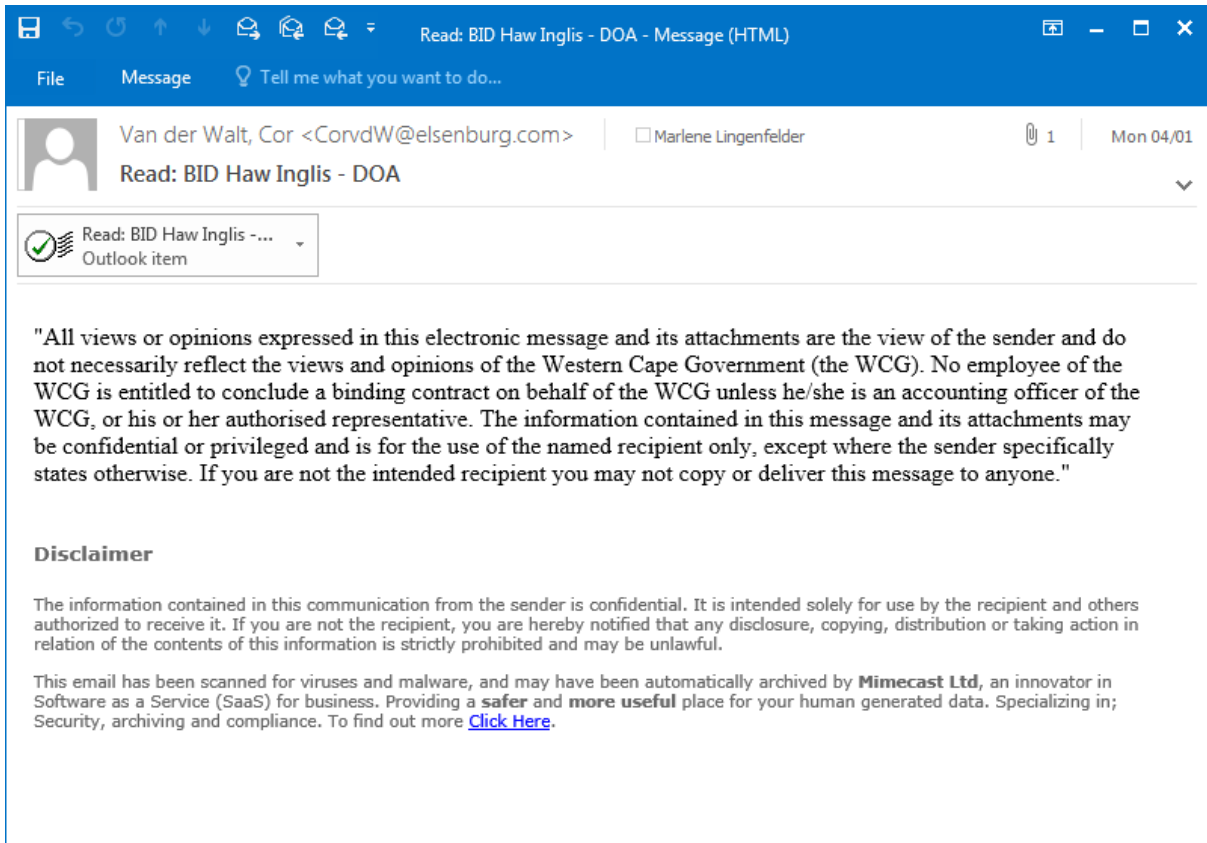 Read: BID Haw Inglis - DOA - Message (HTML)
File Message Tell me what you want to do...
Van der Walt, Cor <CorvdW@elsenburg.com> Marlene Lingenfelder 1 Mon 04/01
Read: BID Haw Inglis - DOA
Read: BID Haw Inglis -...
Outlook item
"All views or opinions expressed in this electronic message and its attachments are the view of the sender and do
not necessarily reflect the views and opinions of the Western Cape Government (the WCG). No employee of the
WCG is entitled to conclude a binding contract on behalf of the WCG unless he/she is an accounting officer of the
WCG, or his or her authorised representative. The information contained in this message and its attachments may
be confidential or privileged and is for the use of the named recipient only, except where the sender specifically
states otherwise. If you are not the intended recipient you may not copy or deliver this message to anyone."
Disclaimer
The information contained in this communication from the sender is confidential. It is intended solely for use by the recipient and others
authorized to receive it. If you are not the recipient, you are hereby notified that any disclosure, copying, distribution or taking action in
relation of the contents of this information is strictly prohibited and may be unlawful.
This email has been scanned for viruses and malware, and may have been automatically archived by Mimecast Ltd, an innovator in
Software as a Service (SaaS) for business. Providing a safer and more useful place for your human generated data. Specializing in;
Security, archiving and compliance. To find out more Click Here.